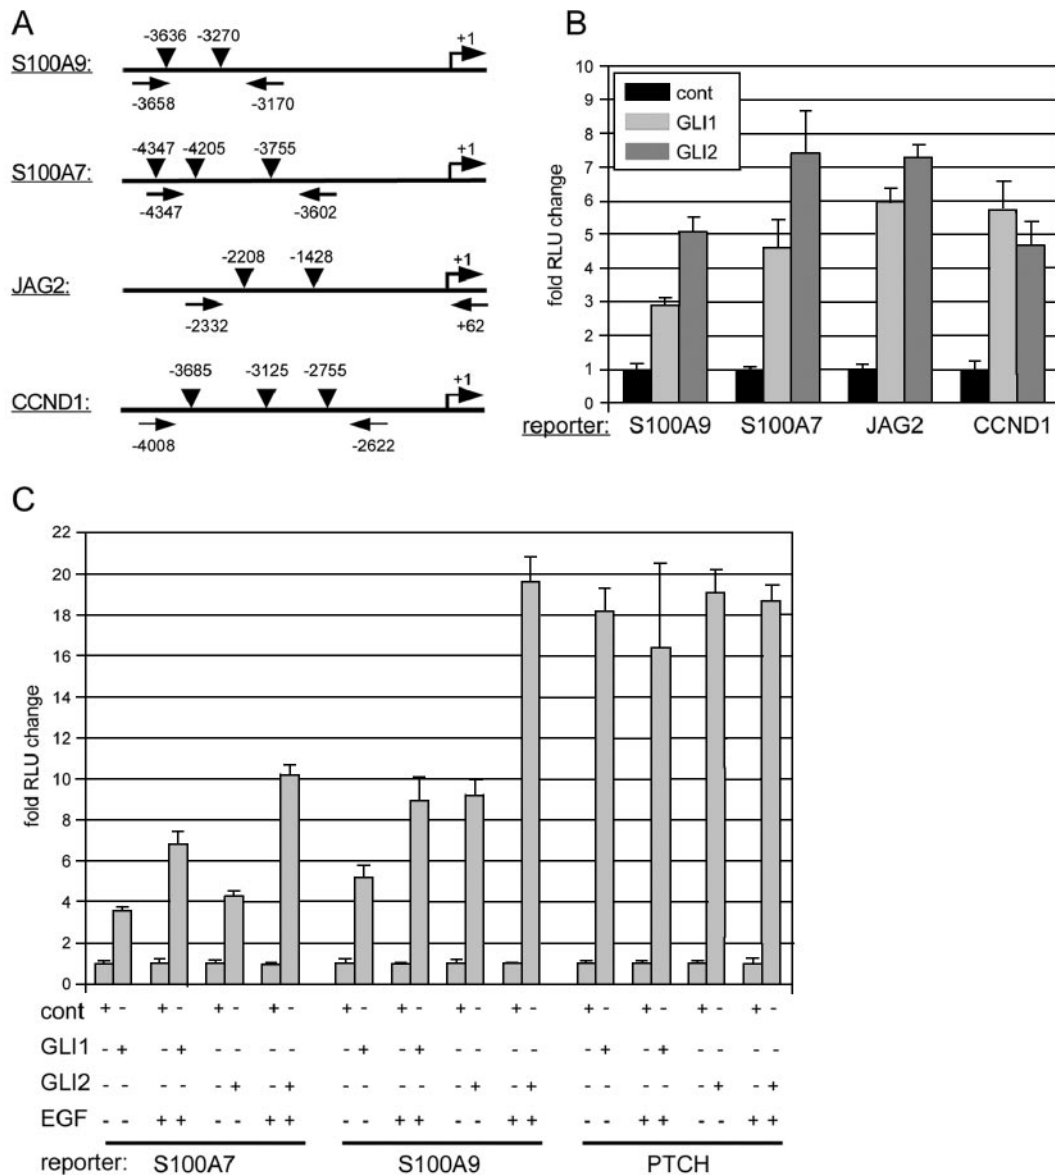 A
-3636 -3270 +1
S100A9:
-3658 -3170
-4347 -4205 -3755 +1
S100A7:
-4347 -3602
-2208 -1428 +1
JAG2:
-2332 +62
-3685 -3125 -2755 +1
CCND1:
-4008 -2622
B
fold RLU change
10
9
8
7
6
5
4
3
2
1
0
cont
GLI1
GLI2
reporter: S100A9 S100A7 JAG2 CCND1
C
fold RLU change
22
20
18
16
14
12
10
8
6
4
2
0
cont + - + - + - + - + - + - + - + - + - + - + - + -
GLI1 - + - + - - - - - + - + - - - - - + - + - - - -
GLI2 - - - - - + - + - - - - - + - + - - - - - + - +
EGF - - + + - - + + - - + + - - + + - - + + - - + +
reporter: S100A7 S100A9 PTCH